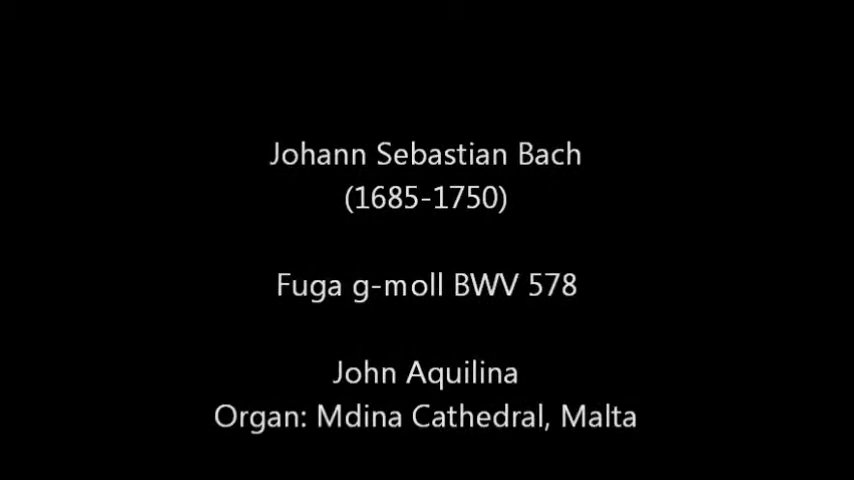 Johann Sebastian Bach
(1685-1750)
Fuga g-moll BWV 578
John Aquilina
Organ: Mdina Cathedral, Malta